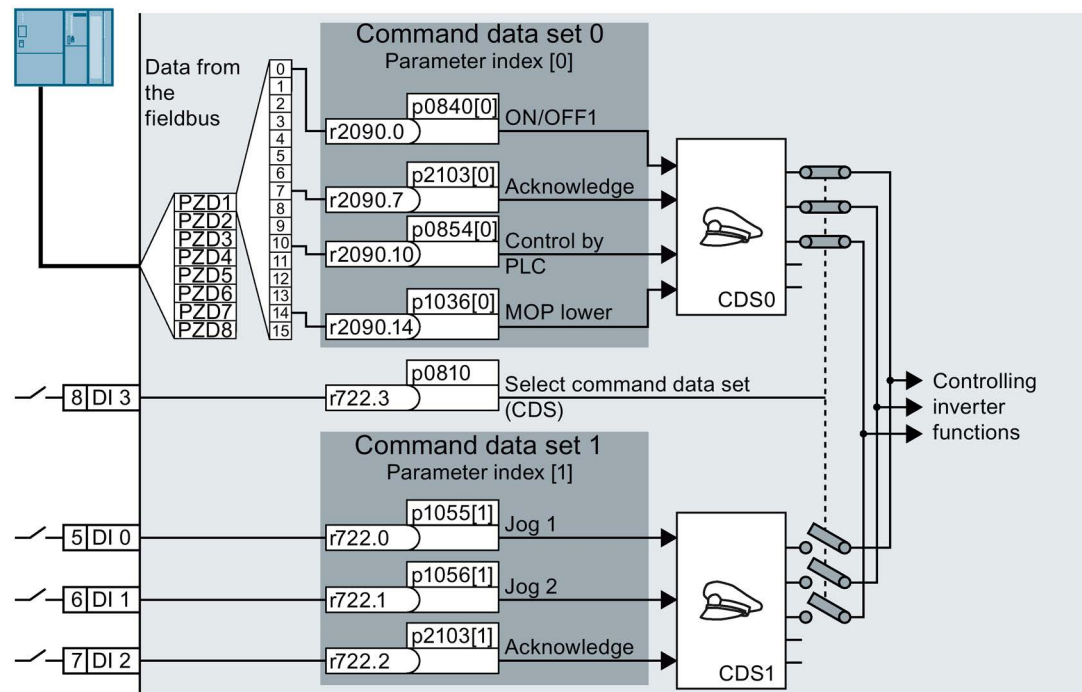 Command data set 0
Parameter index [0]
Data from
the
fieldbus
0
1
2
3
4
5
6
7
8
9
10
11
12
13
14
15
PZD1
PZD2
PZD3
PZD4
PZD5
PZD6
PZD7
PZD8
p0840[0]
r2090.0
ON/OFF1
p2103[0]
r2090.7
Acknowledge
p0854[0]
r2090.10
Control by
PLC
p1036[0]
r2090.14
MOP lower
CDS0
8 DI 3
p0810
r722.3
Select command data set
(CDS)
Controlling
inverter
functions
Command data set 1
Parameter index [1]
5 DI 0
p1055[1]
r722.0
Jog 1
6 DI 1
p1056[1]
r722.1
Jog 2
7 DI 2
p2103[1]
r722.2
Acknowledge
CDS1